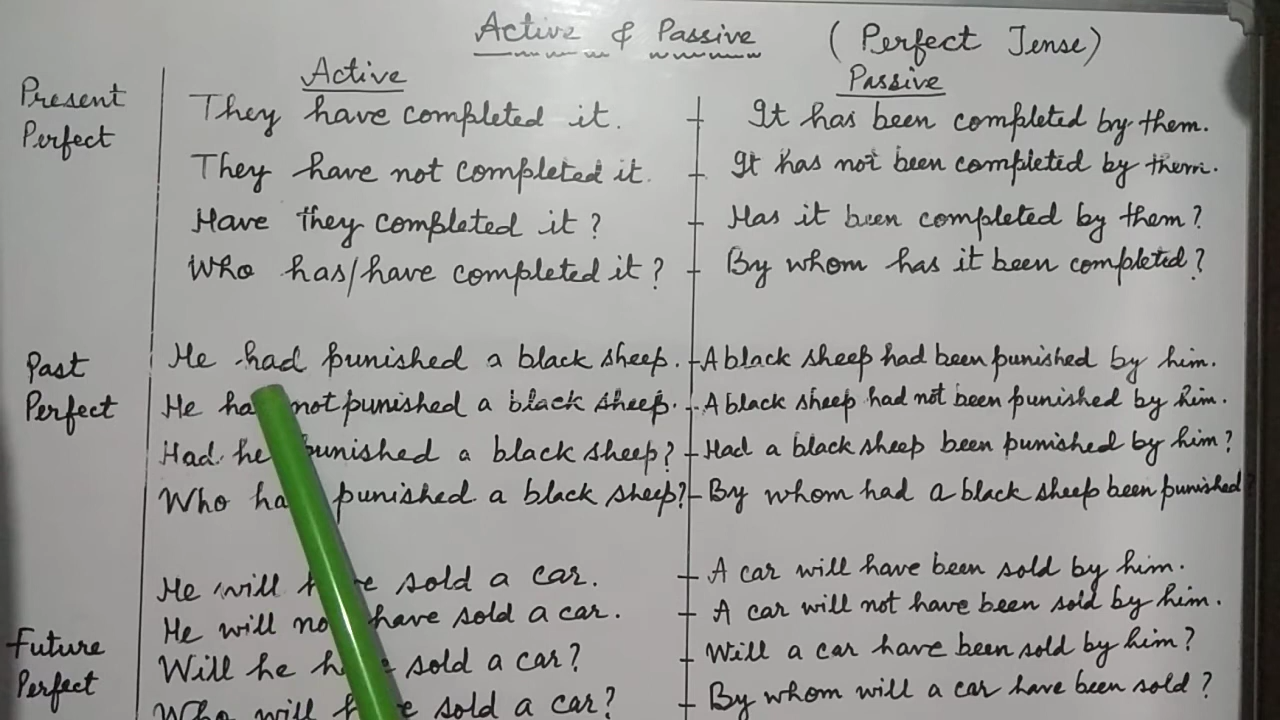 Active & Passive (Perfect Tense)
Active Passive
Present Perfect
They have completed it. - It has been completed by them.
They have not completed it. - It has not been completed by them.
Have they completed it? - Has it been completed by them?
Who has/have completed it? - By whom has it been completed?
Past Perfect
He had punished a black sheep. - A black sheep had been punished by him.
He not punished a black sheep. - A black sheep had not been punished by him.
Had he punished a black sheep? - Had a black sheep been punished by him?
Who punished a black sheep? - By whom had a black sheep been punished?
Future Perfect
He will sold a car. - A car will have been sold by him.
He will have sold a car. - A car will not have been sold by him.
Will he sold a car? - Will a car have been sold by him?
Who will sold a car? - By whom will a car have been sold?